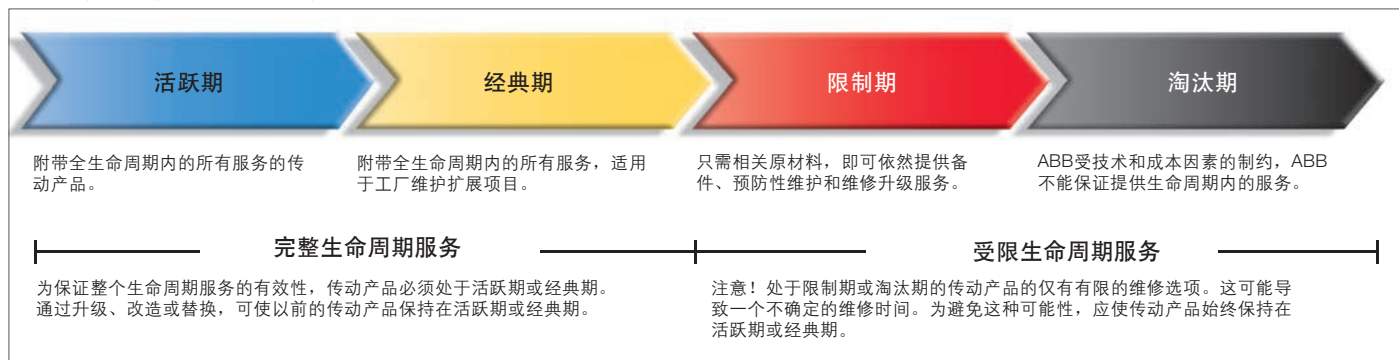 活跃期
经典期
限制期
淘汰期
附带全生命周期内的所有服务的传
动产品。
附带全生命周期内的所有服务，适用
于工厂维护扩展项目。
只需相关原材料，即可依然提供备
件、预防性维护和维修升级服务。
ABB受技术和成本因素的制约，ABB
不能保证提供生命周期内的服务。
完整生命周期服务
为保证整个生命周期服务的有效性，传动产品必须处于活跃期或经典期。
通过升级、改造或替换，可使以前的传动产品保持在活跃期或经典期。
受限生命周期服务
注意！处于限制期或淘汰期的传动产品的仅有有限的维修选项。这可能导
致一个不确定的维修时间。为避免这种可能性，应使传动产品始终保持在
活跃期或经典期。